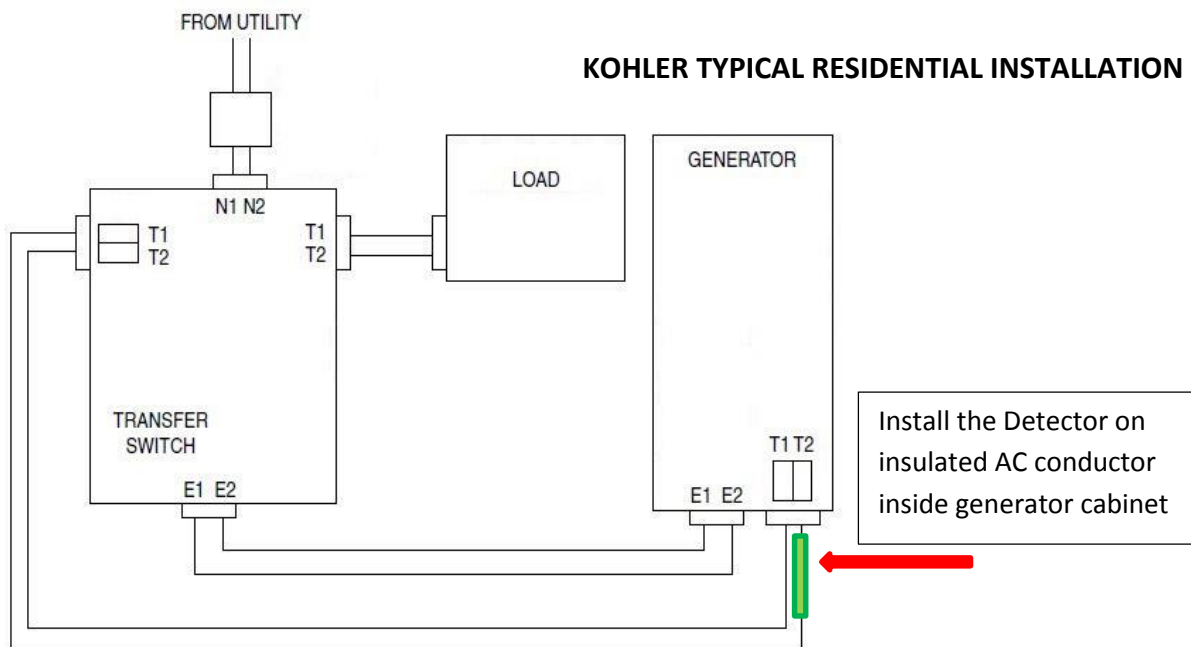 FROM UTILITY
KOHLER TYPICAL RESIDENTIAL INSTALLATION
GENERATOR
LOAD
N1 N2
T1
T2
T1
T2
TRANSFER
SWITCH
E1 E2
T1 T2
E1 E2
Install the Detector on
insulated AC conductor
inside generator cabinet